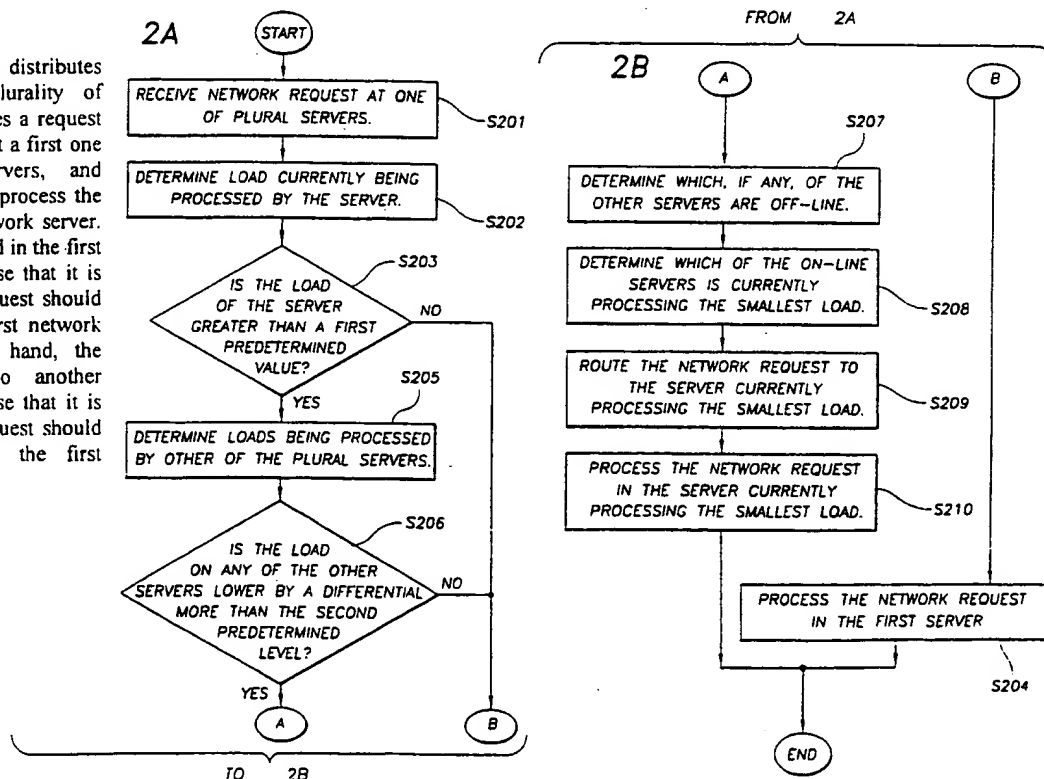 distributes
lurality of
es a request
t a first one
rvers, and
process the
work server.
d in the first
se that it is
quest should
rst network
hand, the
o another
se that it is
quest should
the first
2A
START
RECEIVE NETWORK REQUEST AT ONE
OF PLURAL SERVERS.
S201
DETERMINE LOAD CURRENTLY BEING
PROCESSED BY THE SERVER.
S202
S203
IS THE LOAD
OF THE SERVER
GREATER THAN A FIRST
PREDETERMINED
VALUE?
NO
YES
S205
DETERMINE LOADS BEING PROCESSED
BY OTHER OF THE PLURAL SERVERS.
S206
IS THE LOAD
ON ANY OF THE OTHER
SERVERS LOWER BY A DIFFERENTIAL
MORE THAN THE SECOND
PREDETERMINED
LEVEL?
NO
YES
A
B
TO 2B
FROM 2A
2B
A
B
S207
DETERMINE WHICH, IF ANY, OF THE
OTHER SERVERS ARE OFF-LINE.
DETERMINE WHICH OF THE ON-LINE
SERVERS IS CURRENTLY
PROCESSING THE SMALLEST LOAD.
S208
ROUTE THE NETWORK REQUEST TO
THE SERVER CURRENTLY
PROCESSING THE SMALLEST LOAD.
S209
PROCESS THE NETWORK REQUEST
IN THE SERVER CURRENTLY
PROCESSING THE SMALLEST LOAD.
S210
PROCESS THE NETWORK REQUEST
IN THE FIRST SERVER
S204
END